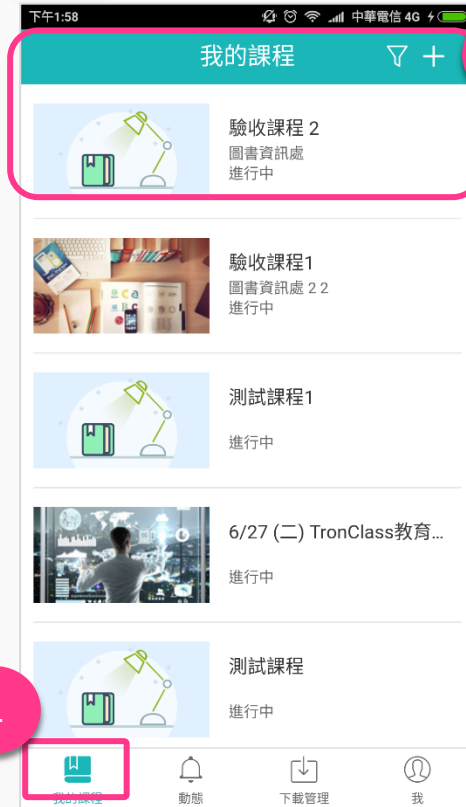 下午1:58 中華電信 4G
我的課程
驗收課程 2
圖書資訊處
進行中
驗收課程1
圖書資訊處 2 2
進行中
測試課程1
進行中
6/27 (二) TronClass教育...
進行中
測試課程
進行中
我的課程 動態 下載管理 我